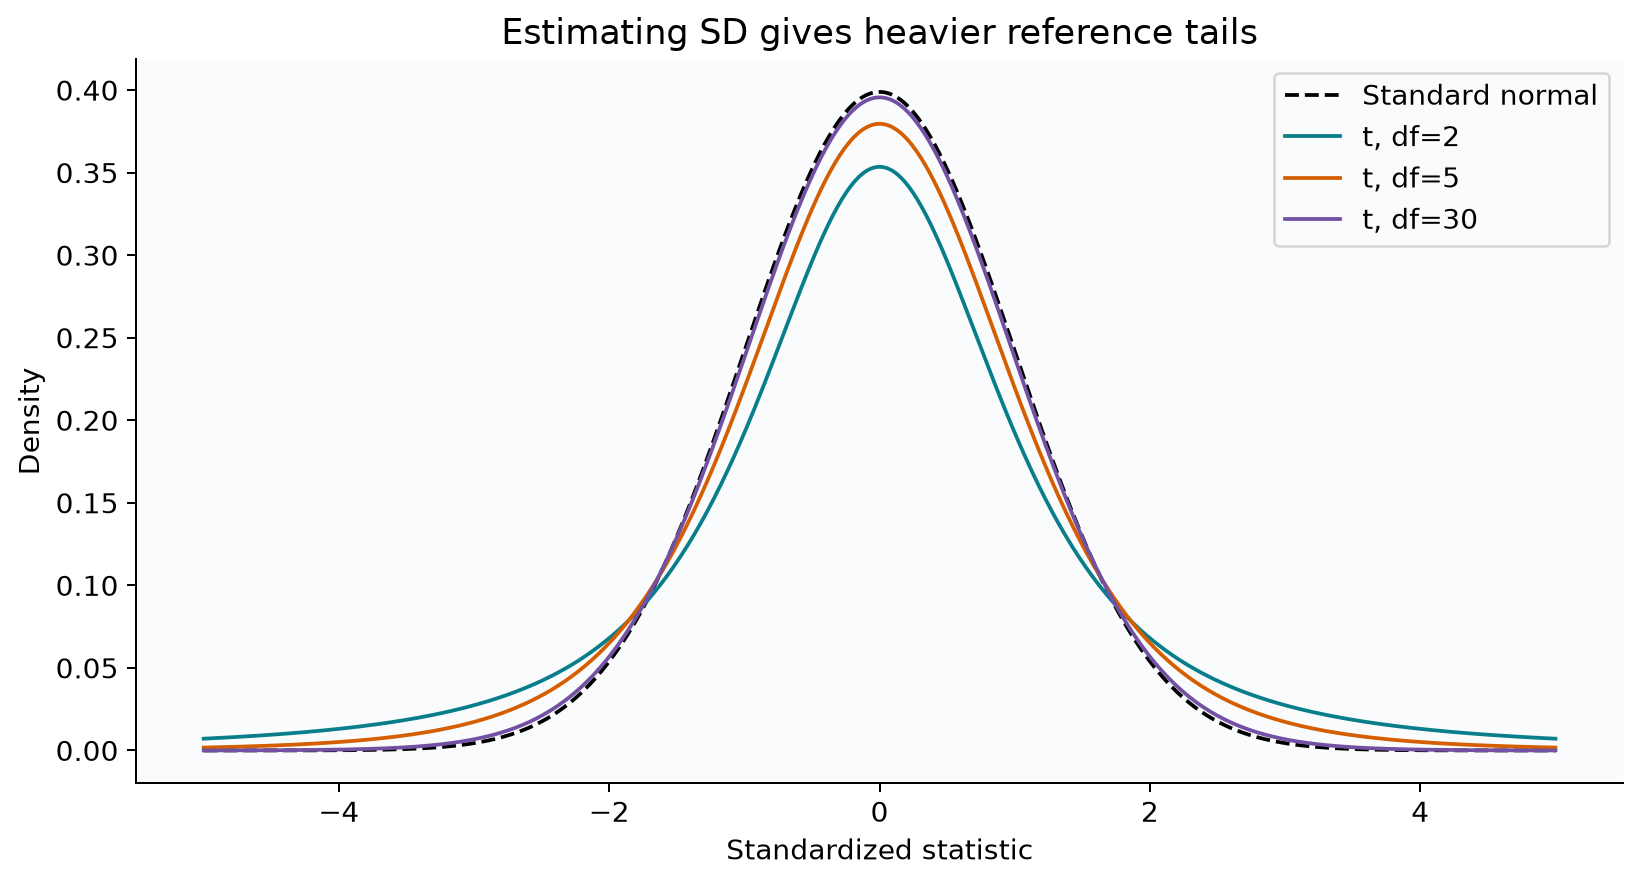 Estimating SD gives heavier reference tails
Standard normal
t, df=2
t, df=5
t, df=30
Density
0.40
0.35
0.30
0.25
0.20
0.15
0.10
0.05
0.00
−4
−2
0
2
4
Standardized statistic